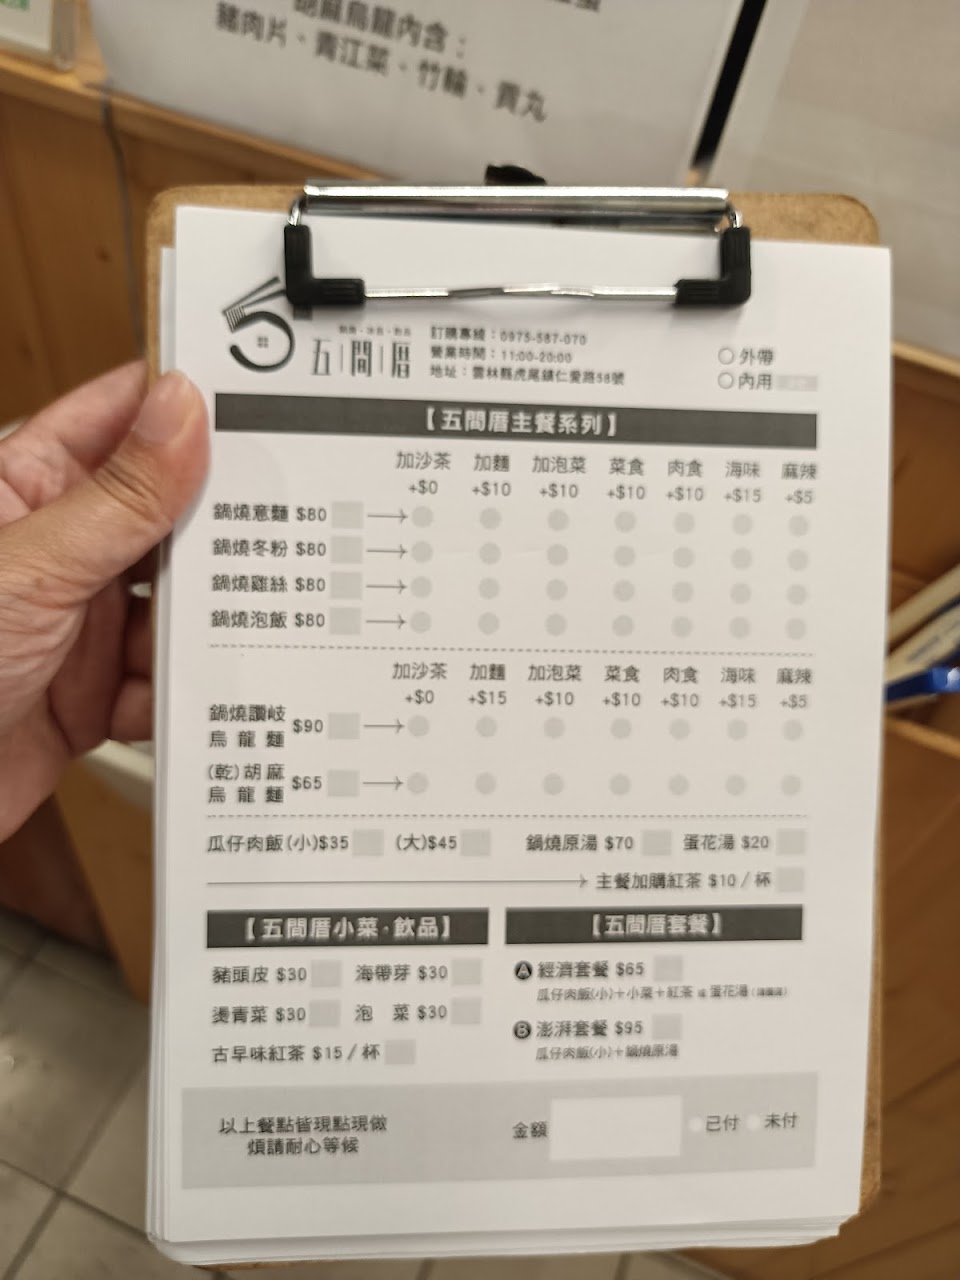 胡麻烏龍內含：
豬肉片、青江菜、竹輪、貢丸
五間厝
訂購專線：0975-587-070
營業時間：11:00-20:00
地址：雲林縣虎尾鎮仁愛路58號
外帶
內用
【五間厝主餐系列】
加沙茶 加麵 加泡菜 菜食 肉食 海味 麻辣
+$0 +$10 +$10 +$10 +$10 +$15 +$5
鍋燒意麵 $80
鍋燒冬粉 $80
鍋燒雞絲 $80
鍋燒泡飯 $80
加沙茶 加麵 加泡菜 菜食 肉食 海味 麻辣
+$0 +$15 +$10 +$10 +$10 +$15 +$5
鍋燒讚岐
烏龍麵 $90
(乾)胡麻
烏龍麵 $65
瓜仔肉飯(小)$35 (大)$45 鍋燒原湯 $70 蛋花湯 $20
主餐加購紅茶 $10 / 杯
【五間厝小菜·飲品】
豬頭皮 $30 海帶芽 $30
燙青菜 $30 泡菜 $30
古早味紅茶 $15 / 杯
【五間厝套餐】
A 經濟套餐 $65
瓜仔肉飯(小)+小菜+紅茶 或 蛋花湯
B 澎湃套餐 $95
瓜仔肉飯(小)+鍋燒原湯
以上餐點皆現點現做
煩請耐心等候
金額
已付 未付